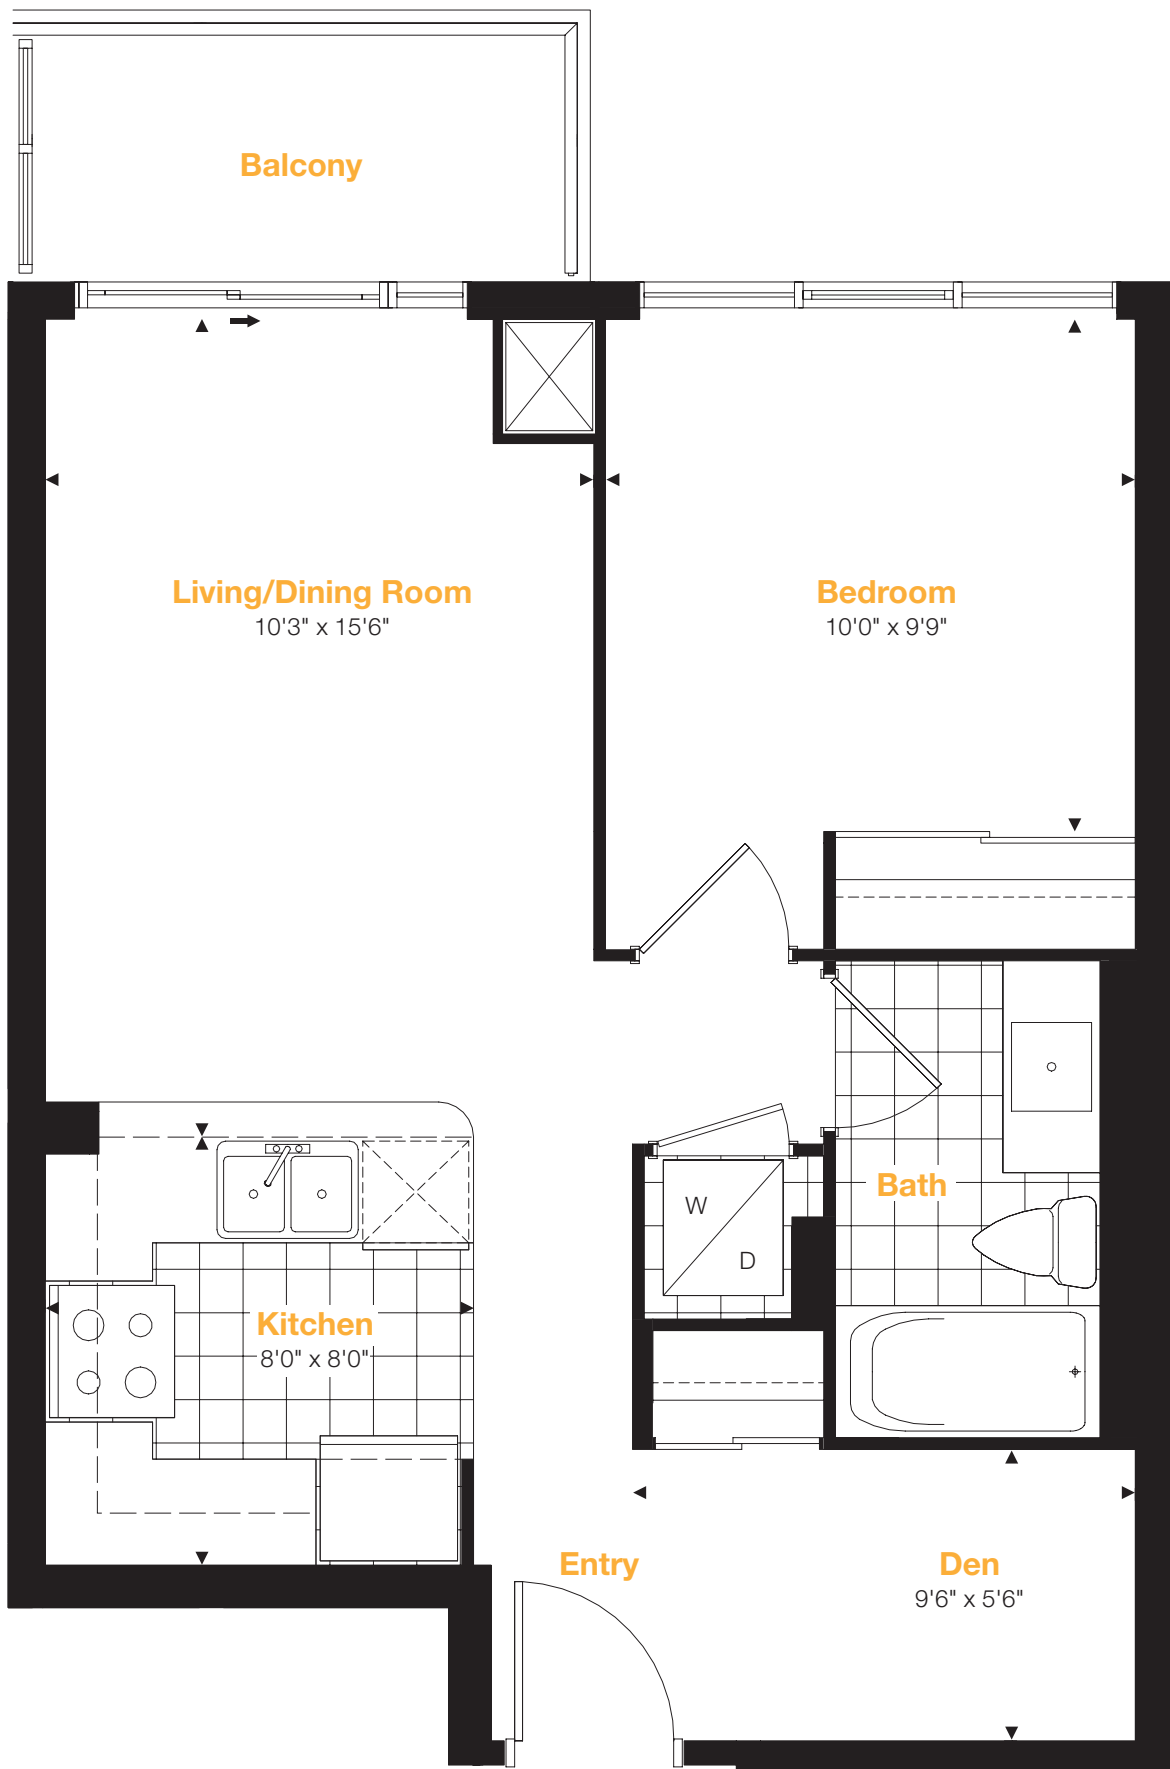 Balcony
Living/Dining Room
10'3" x 15'6"
Bedroom
10'0" x 9'9"
Bath
W
D
Kitchen
8'0" x 8'0"
Entry
Den
9'6" x 5'6"